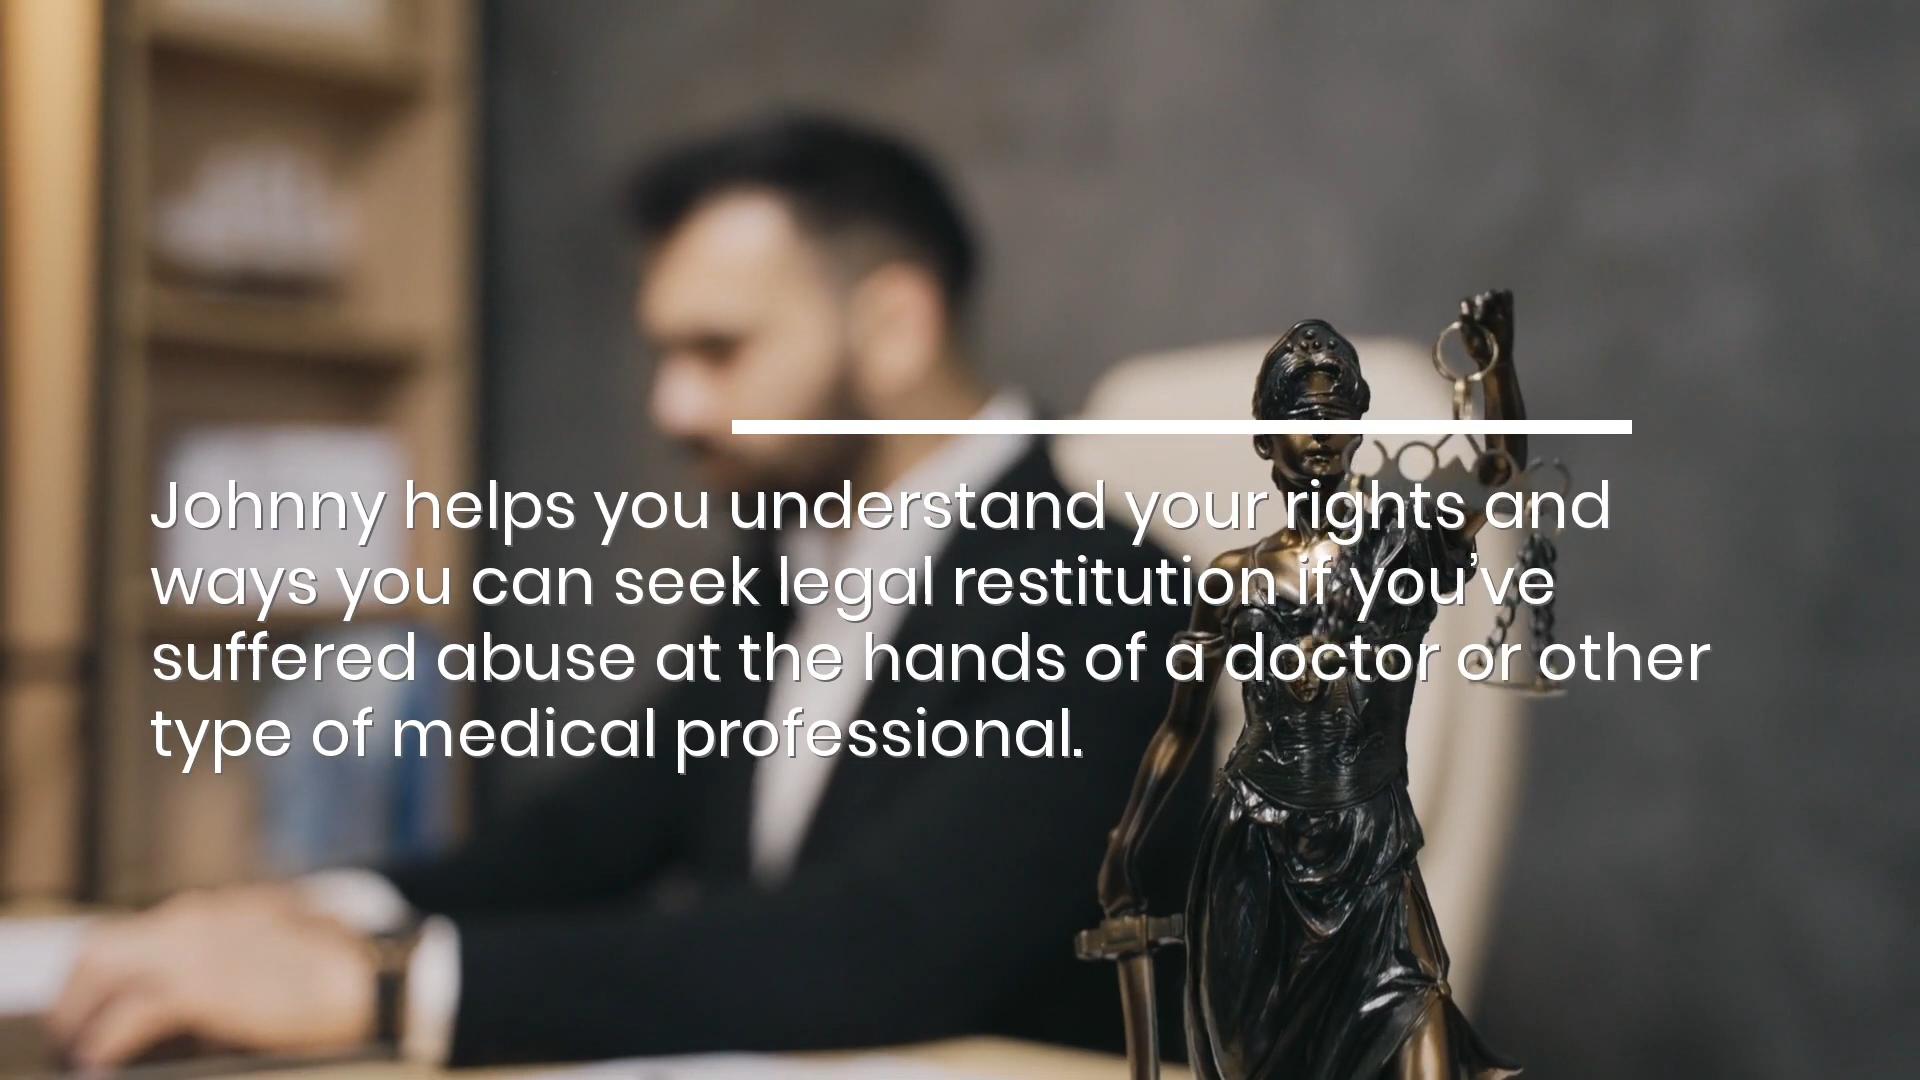 Johnny helps you understand your rights and
ways you can seek legal restitution if you’ve
suffered abuse at the hands of a doctor or other
type of medical professional.